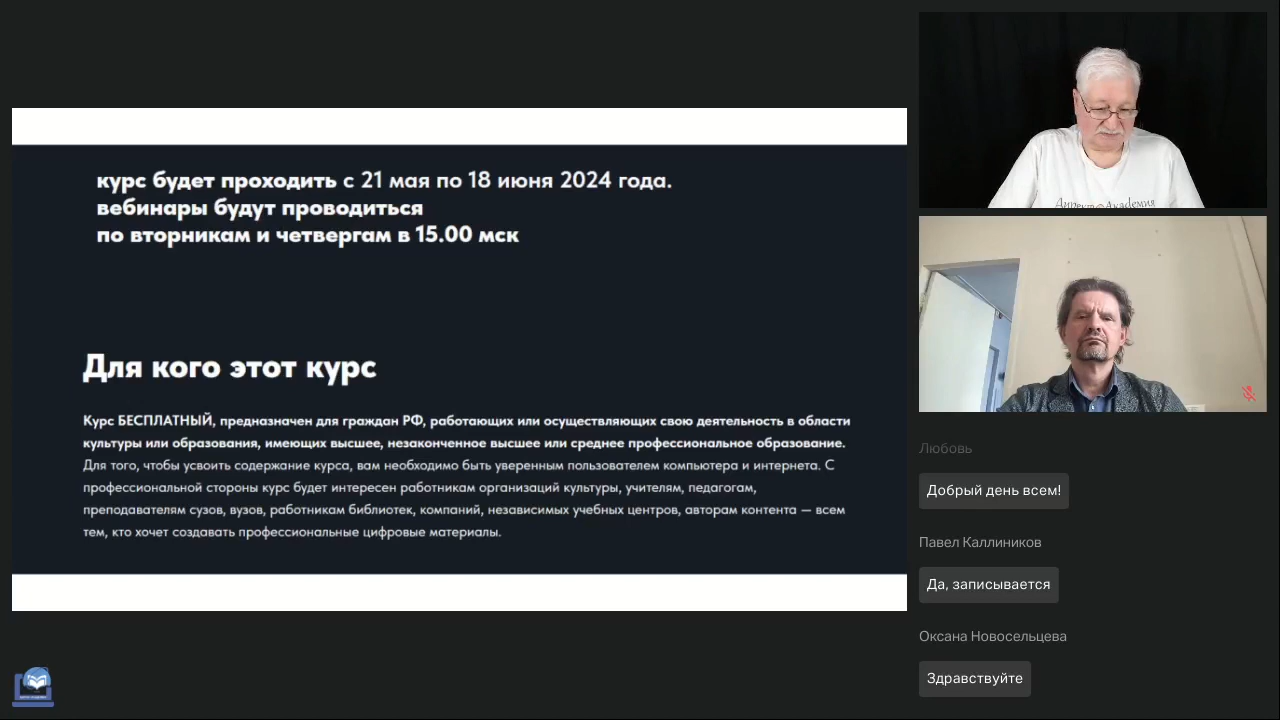 курс будет проходить с 21 мая по 18 июня 2024 года.
вебинары будут проводиться
по вторникам и четвергам в 15.00 мск
Для кого этот курс
Курс БЕСПЛАТНЫЙ, предназначен для граждан РФ, работающих или осуществляющих свою деятельность в области
культуры или образования, имеющих высшее, незаконченное высшее или среднее профессиональное образование.
Для того, чтобы усвоить содержание курса, вам необходимо быть уверенным пользователем компьютера и интернета. С
профессиональной стороны курс будет интересен работникам организаций культуры, учителям, педагогам,
преподавателям сузов, вузов, работникам библиотек, компаний, независимых учебных центров, авторам контента — всем
тем, кто хочет создавать профессиональные цифровые материалы.
ДиректАкадемия
Любовь
Добрый день всем!
Павел Каллиников
Да, записывается
Оксана Новосельцева
Здравствуйте